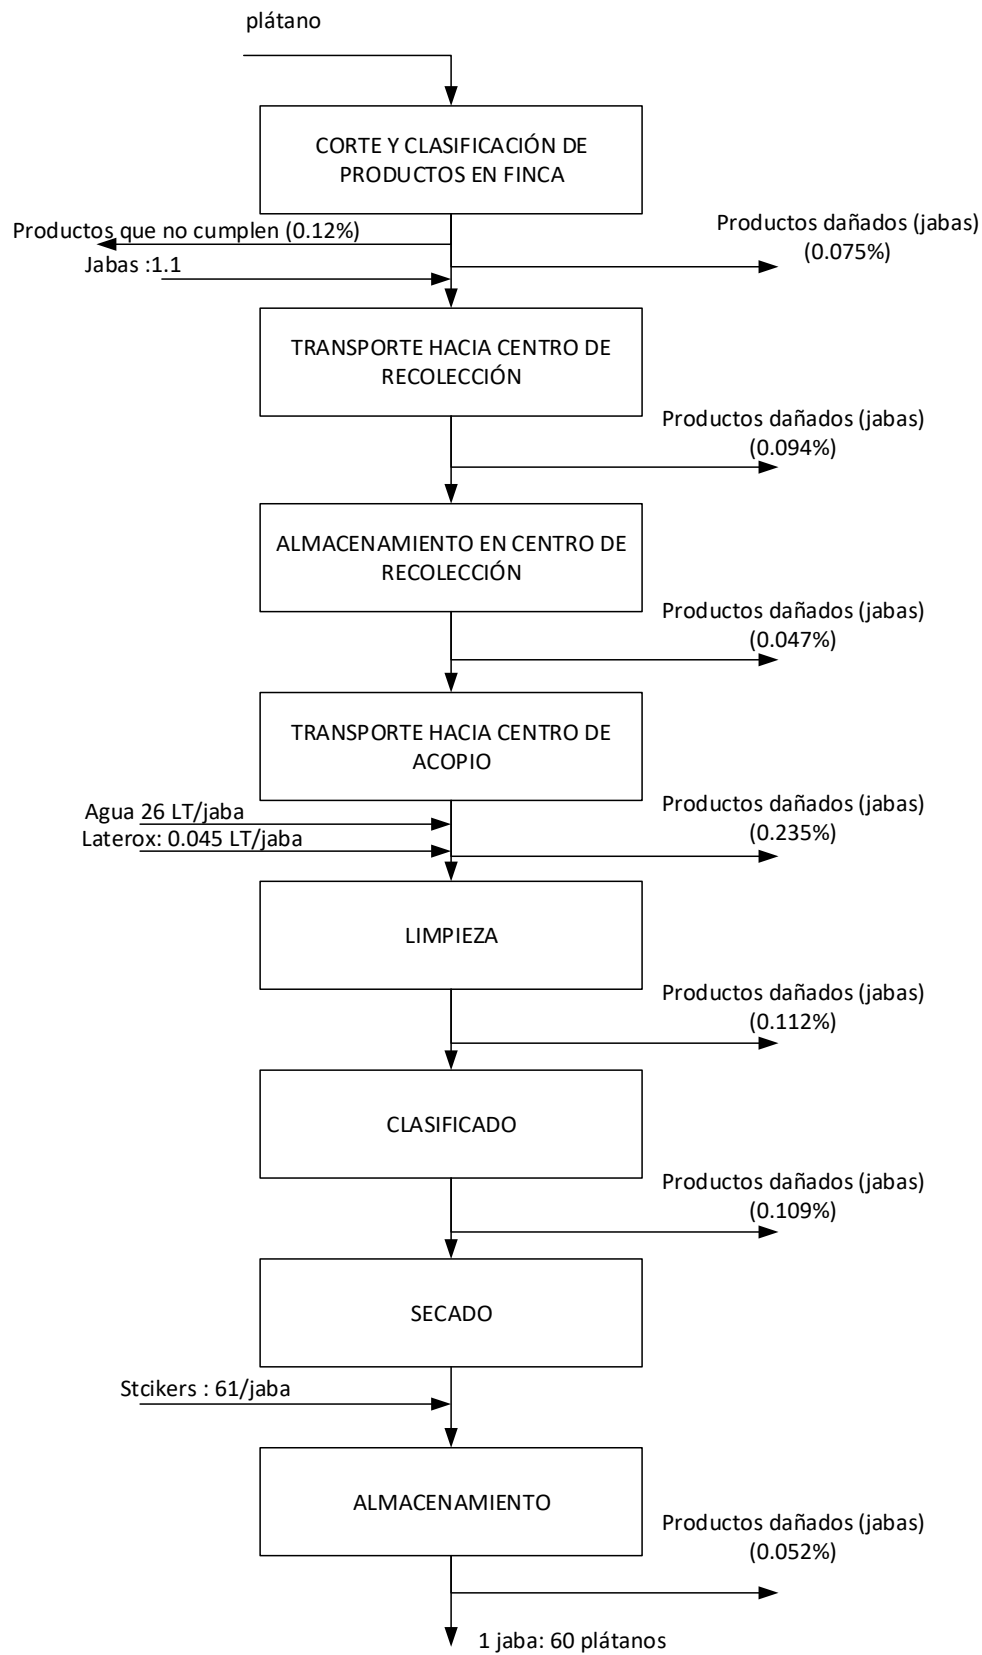 plátano
CORTE Y CLASIFICACIÓN DE
PRODUCTOS EN FINCA
Productos que no cumplen (0.12%)
Productos dañados (jabas)
(0.075%)
Jabas :1.1
TRANSPORTE HACIA CENTRO DE
RECOLECCIÓN
Productos dañados (jabas)
(0.094%)
ALMACENAMIENTO EN CENTRO DE
RECOLECCIÓN
Productos dañados (jabas)
(0.047%)
TRANSPORTE HACIA CENTRO DE
ACOPIO
Agua 26 LT/jaba
Laterox: 0.045 LT/jaba
Productos dañados (jabas)
(0.235%)
LIMPIEZA
Productos dañados (jabas)
(0.112%)
CLASIFICADO
Productos dañados (jabas)
(0.109%)
SECADO
Stcikers : 61/jaba
ALMACENAMIENTO
Productos dañados (jabas)
(0.052%)
1 jaba: 60 plátanos